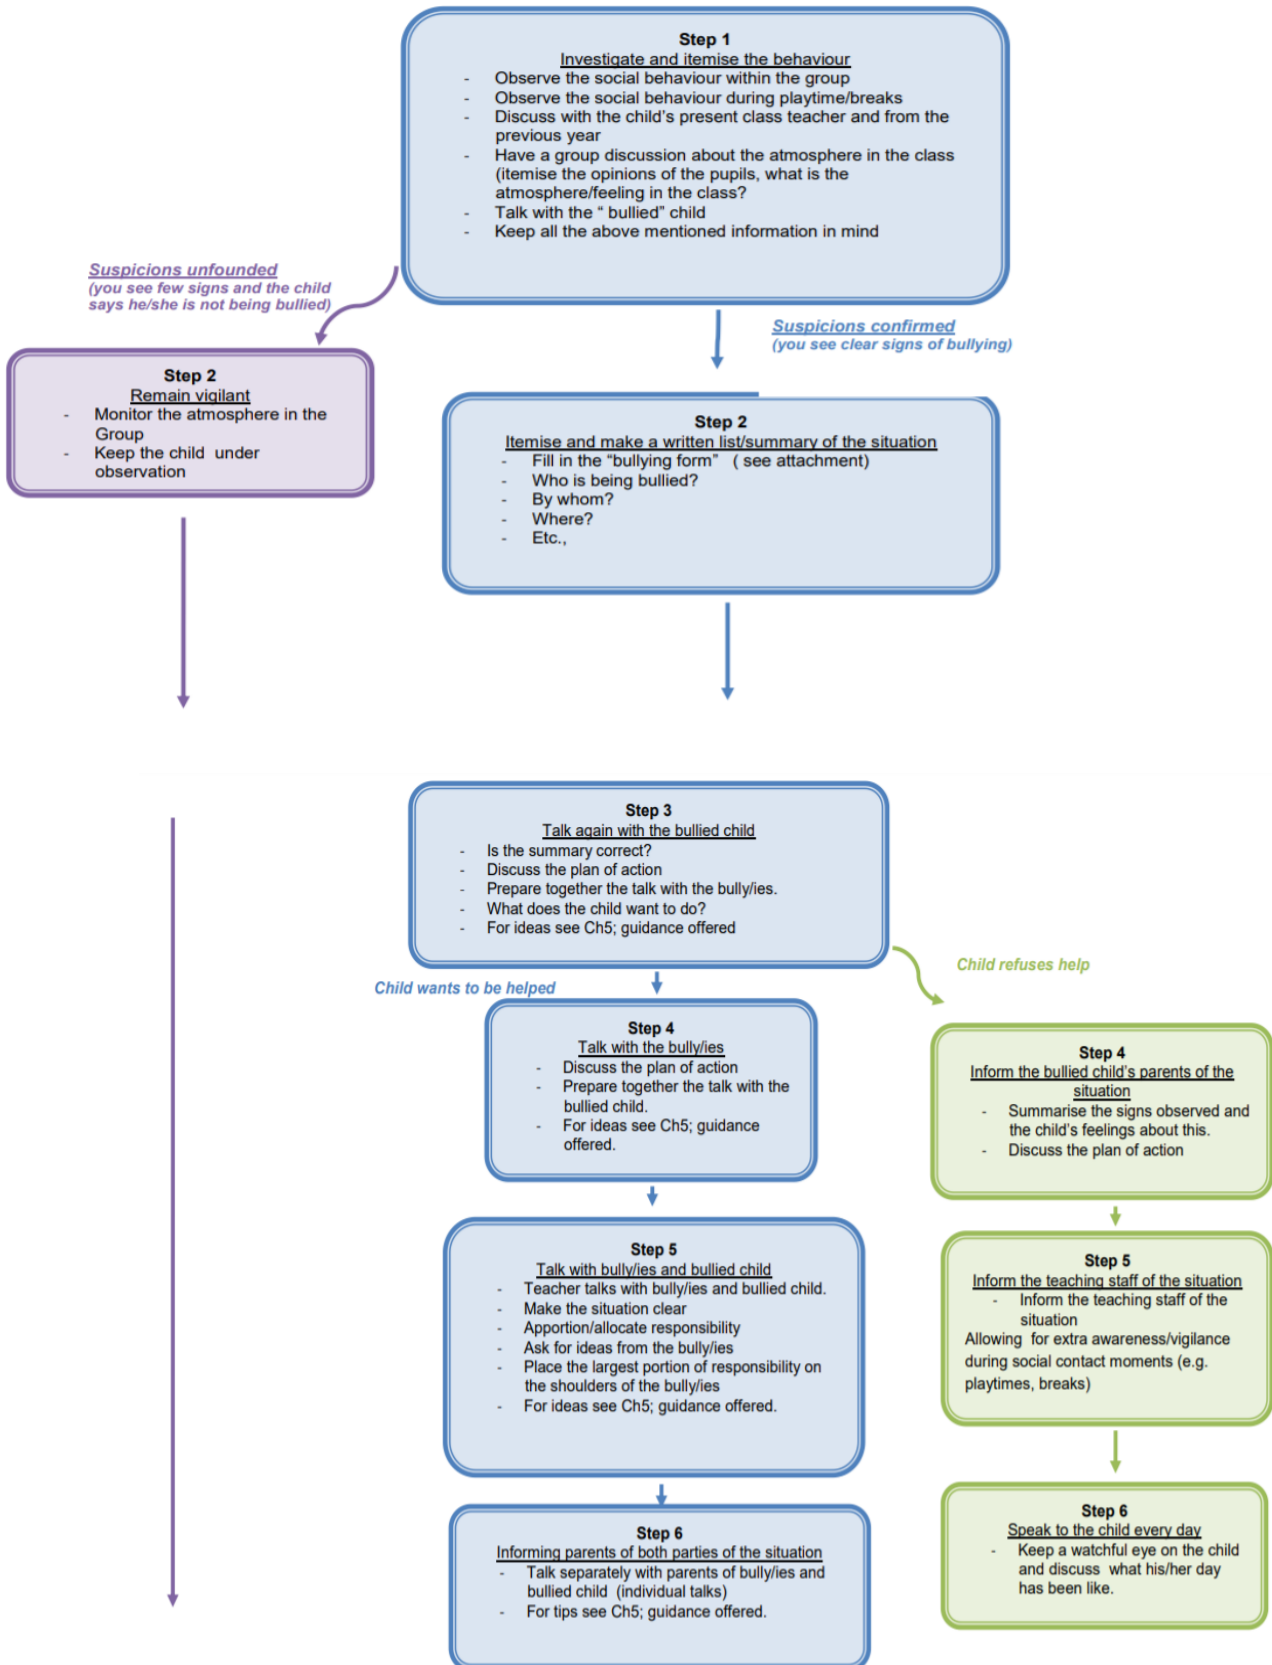 Step 1
Investigate and itemise the behaviour
- Observe the social behaviour within the group
- Observe the social behaviour during playtime/breaks
- Discuss with the child's present class teacher and from the
previous year
- Have a group discussion about the atmosphere in the class
(itemise the opinions of the pupils, what is the
atmosphere/feeling in the class?
- Talk with the " bullied" child
- Keep all the above mentioned information in mind
Suspicions unfounded
(you see few signs and the child
says he/she is not being bullied)
Suspicions confirmed
(you see clear signs of bullying)
Step 2
Remain vigilant
- Monitor the atmosphere in the
Group
- Keep the child under
observation
Step 2
Itemise and make a written list/summary of the situation
- Fill in the "bullying form" ( see attachment)
- Who is being bullied?
- By whom?
- Where?
- Etc.,
Step 3
Talk again with the bullied child
- Is the summary correct?
- Discuss the plan of action
- Prepare together the talk with the bully/ies.
- What does the child want to do?
- For ideas see Ch5; guidance offered
Child wants to be helped
Child refuses help
Step 4
Talk with the bully/ies
- Discuss the plan of action
- Prepare together the talk with the
bullied child.
- For ideas see Ch5; guidance
offered.
Step 4
Inform the bullied child's parents of the
situation
- Summarise the signs observed and
the child's feelings about this.
- Discuss the plan of action
Step 5
Talk with bully/ies and bullied child
- Teacher talks with bully/ies and bullied child.
- Make the situation clear
- Apportion/allocate responsibility
- Ask for ideas from the bully/ies
- Place the largest portion of responsibility on
the shoulders of the bully/ies
- For ideas see Ch5; guidance offered.
Step 5
Inform the teaching staff of the situation
- Inform the teaching staff of the
situation
Allowing for extra awareness/vigilance
during social contact moments (e.g.
playtimes, breaks)
Step 6
Informing parents of both parties of the situation
- Talk separately with parents of bully/ies and
bullied child (individual talks)
- For tips see Ch5; guidance offered.
Step 6
Speak to the child every day
- Keep a watchful eye on the child
and discuss what his/her day
has been like.